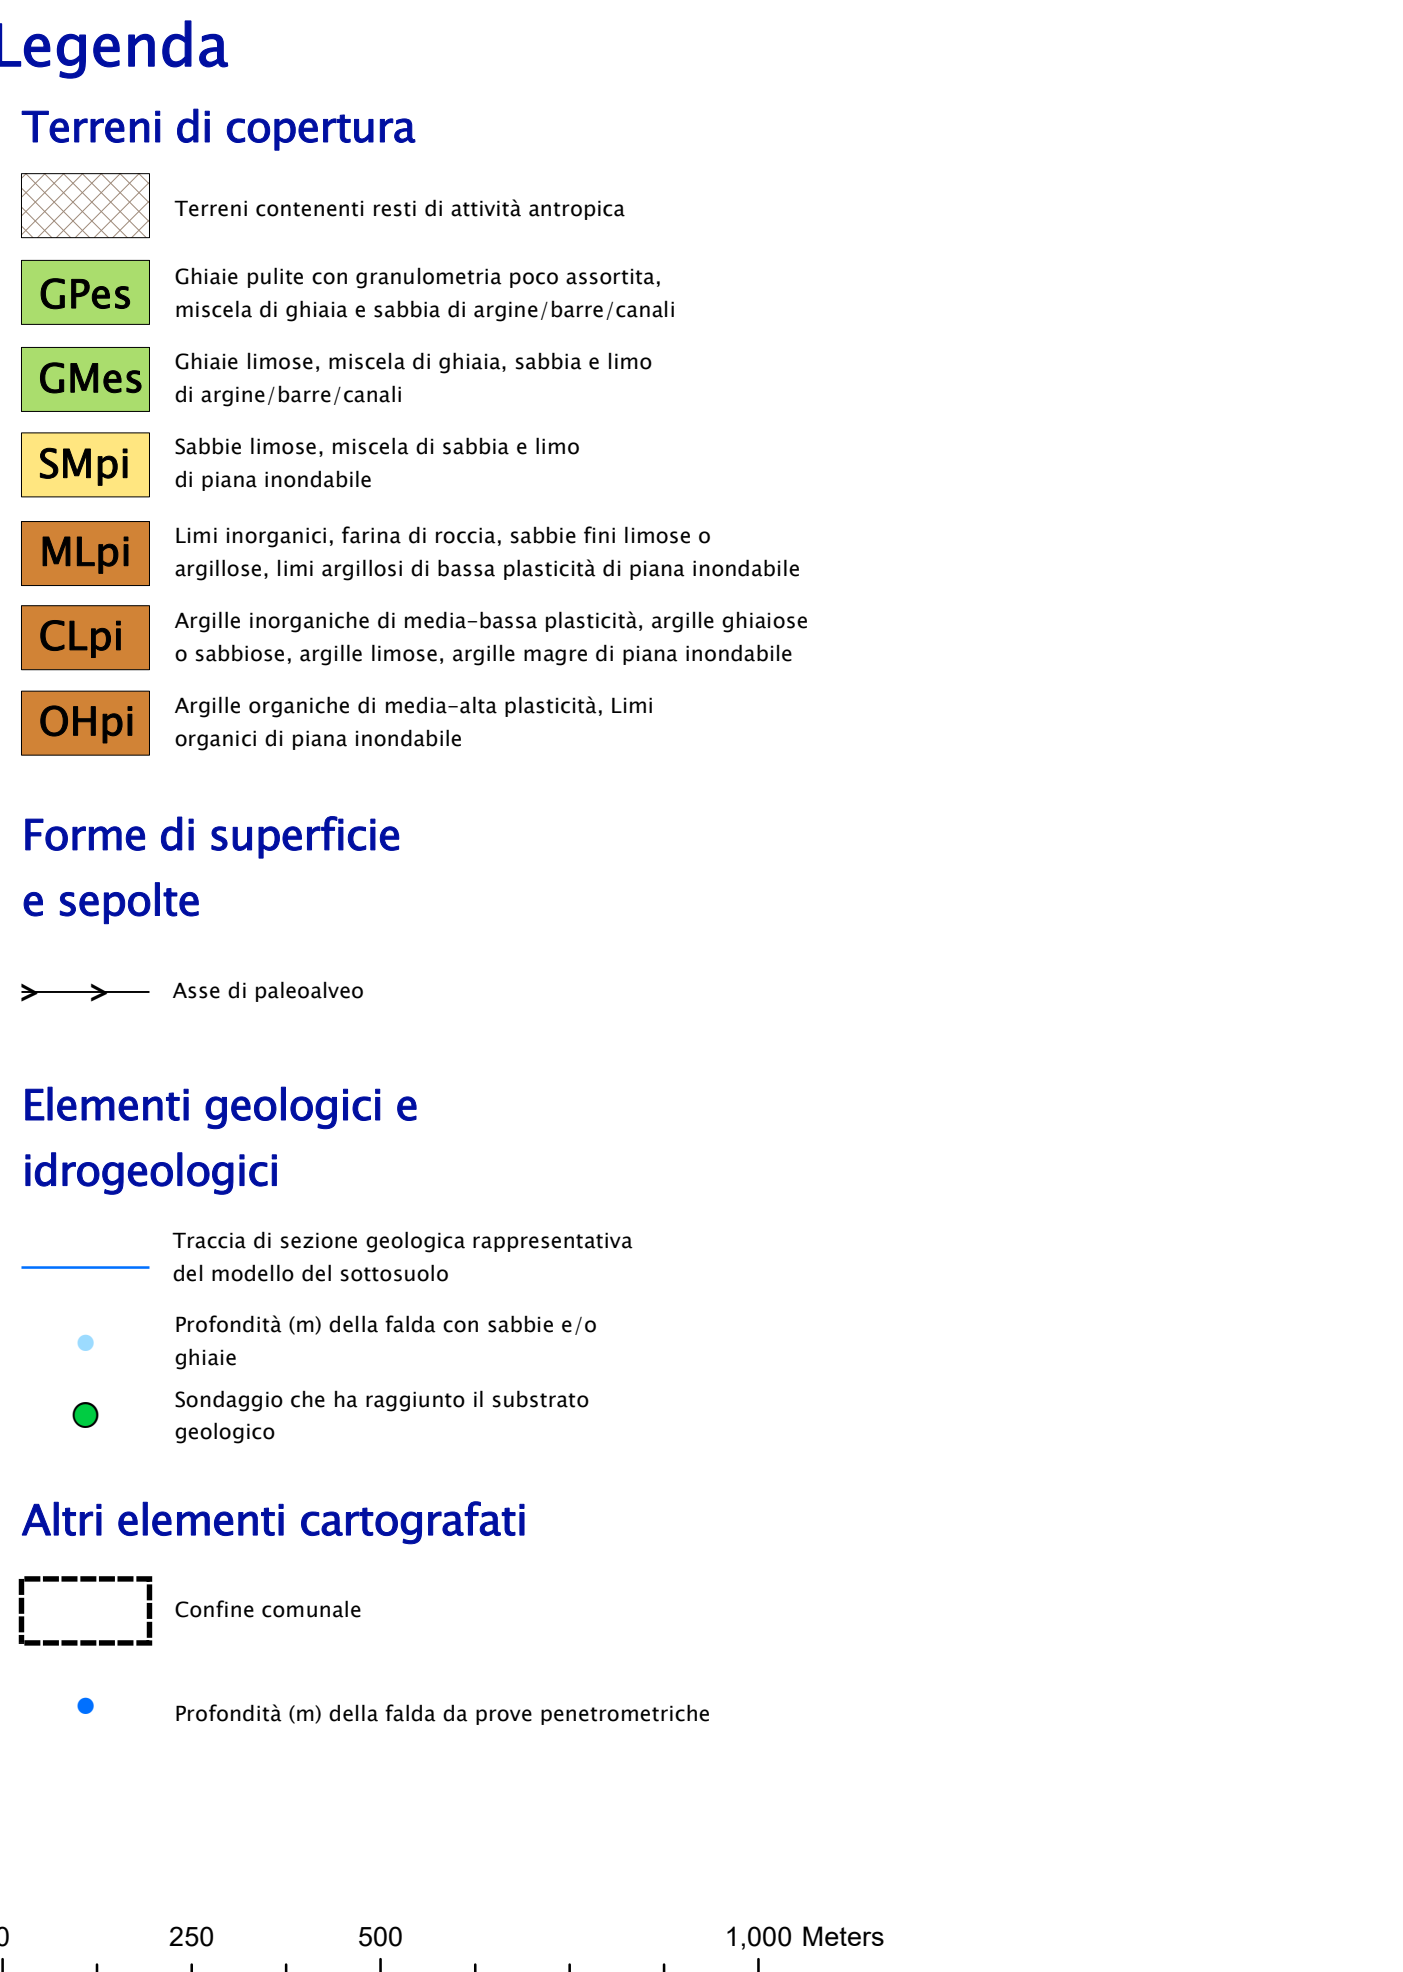 Legenda
Terreni di copertura
Terreni contenenti resti di attività antropica
GPes
Ghiaie pulite con granulometria poco assortita,
miscela di ghiaia e sabbia di argine/barre/canali
GMes
Ghiaie limose, miscela di ghiaia, sabbia e limo
di argine/barre/canali
SMpi
Sabbie limose, miscela di sabbia e limo
di piana inondabile
MLpi
Limi inorganici, farina di roccia, sabbie fini limose o
argillose, limi argillosi di bassa plasticità di piana inondabile
CLpi
Argille inorganiche di media-bassa plasticità, argille ghiaiose
o sabbiose, argille limose, argille magre di piana inondabile
OHpi
Argille organiche di media-alta plasticità, Limi
organici di piana inondabile
Forme di superficie
e sepolte
Asse di paleoalveo
Elementi geologici e
idrogeologici
Traccia di sezione geologica rappresentativa
del modello del sottosuolo
Profondità (m) della falda con sabbie e/o
ghiaie
Sondaggio che ha raggiunto il substrato
geologico
Altri elementi cartografati
Confine comunale
Profondità (m) della falda da prove penetrometriche
0 250 500 1,000 Meters